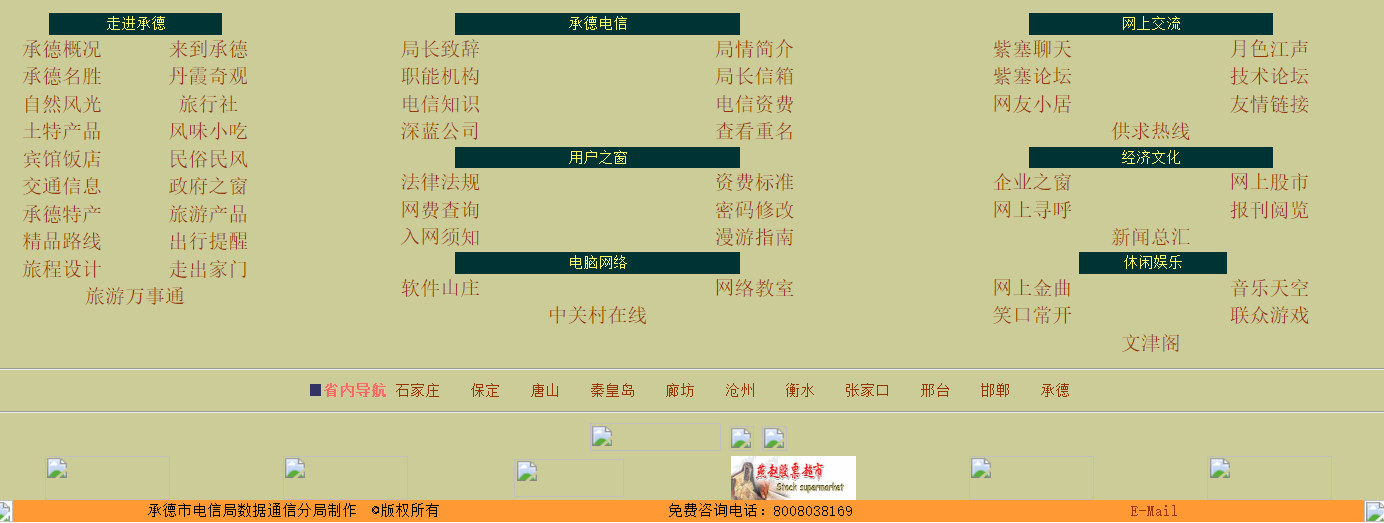 走进承德
承德概况 来到承德
承德名胜 丹霞奇观
自然风光 旅行社
土特产品 风味小吃
宾馆饭店 民俗民风
交通信息 政府之窗
承德特产 旅游产品
精品路线 出行提醒
旅程设计 走出家门
旅游万事通
承德电信
局长致辞 局情简介
职能机构 局长信箱
电信知识 电信资费
深蓝公司 查看重名
用户之窗
法律法规 资费标准
网费查询 密码修改
入网须知 漫游指南
电脑网络
软件山庄 网络教室
中关村在线
网上交流
紫塞聊天 月色江声
紫塞论坛 技术论坛
网友小居 友情链接
供求热线
经济文化
企业之窗 网上股市
网上寻呼 报刊阅览
新闻总汇
休闲娱乐
网上金曲 音乐天空
笑口常开 联众游戏
文津阁
■省内导航 石家庄 保定 唐山 秦皇岛 廊坊 沧州 衡水 张家口 邢台 邯郸 承德
燕赵股票超市
Stock supermarket
承德市电信局数据通信分局制作 ©版权所有 免费咨询电话：8008038169 E-Mail